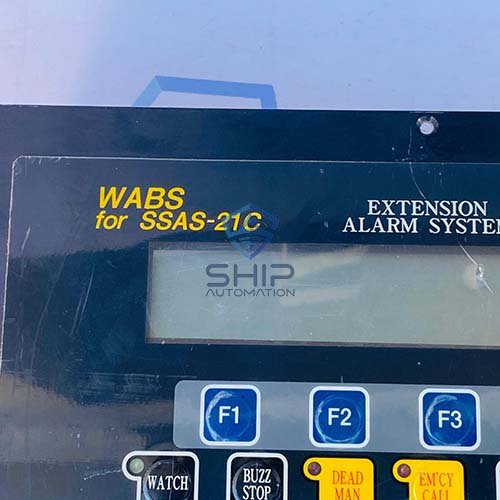 WABS
for SSAS-21C
EXTENSION
ALARM SYSTEM
SHIP
AUTOMATION
F1
F2
F3
WATCH
BUZZ
STOP
DEAD
MAN
EM'CY
CALL